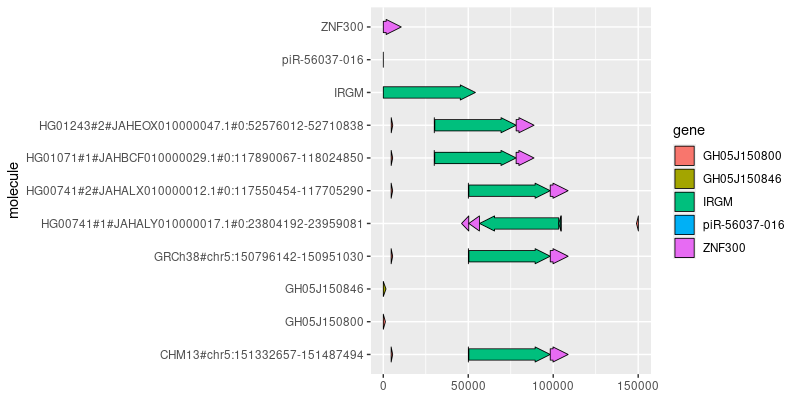 molecule
ZNF300
piR-56037-016
IRGM
HG01243#2#JAHEOX010000047.1#0:52576012-52710838
HG01071#1#JAHBCF010000029.1#0:117890067-118024850
HG00741#2#JAHALX010000012.1#0:117550454-117705290
HG00741#1#JAHALY010000017.1#0:23804192-23959081
GRCh38#chr5:150796142-150951030
GH05J150846
GH05J150800
CHM13#chr5:151332657-151487494
0 50000 100000 150000
gene
GH05J150800
GH05J150846
IRGM
piR-56037-016
ZNF300